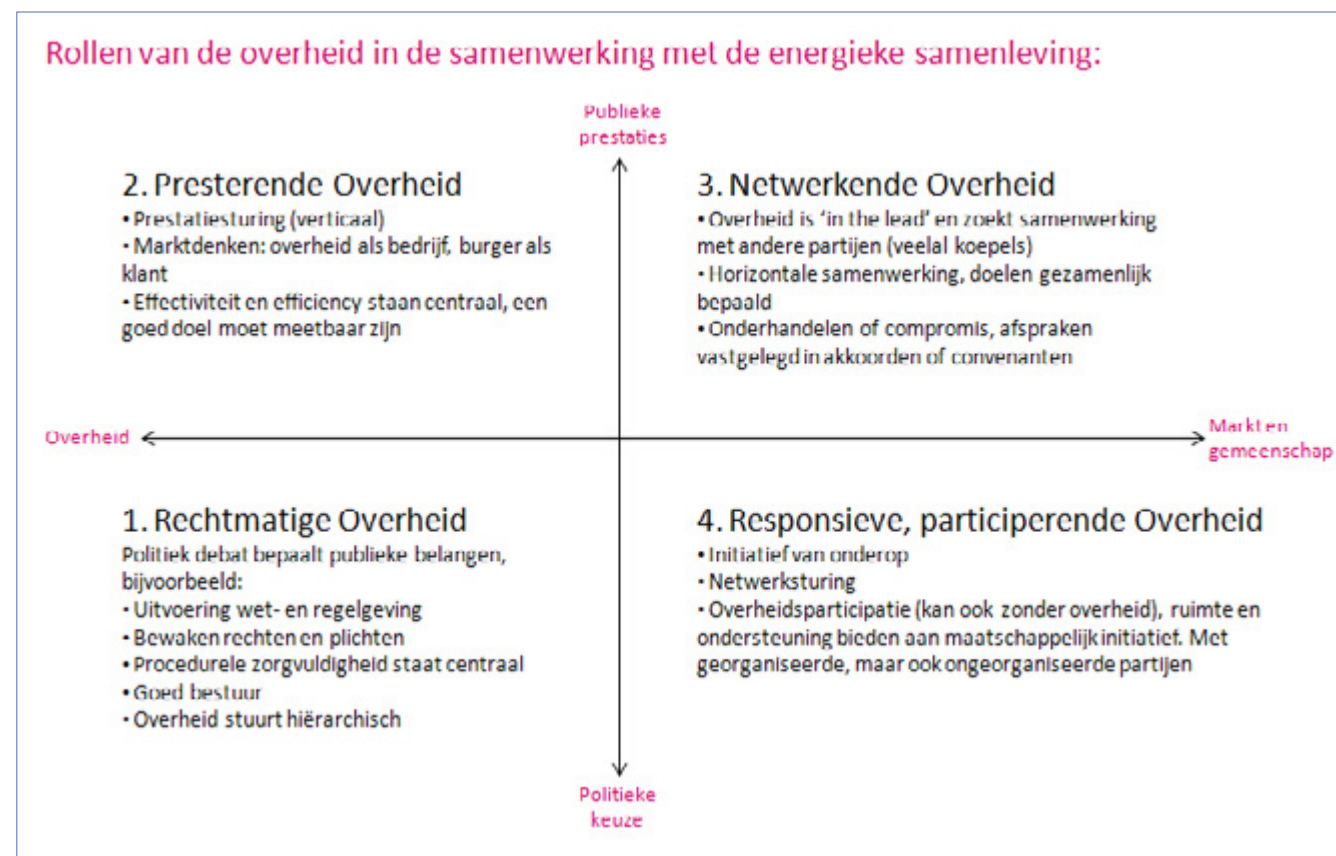 Rollen van de overheid in de samenwerking met de energieke samenleving:
Publieke
prestaties
2. Presterende Overheid
• Prestatiesturing (verticaal)
• Marktdenken: overheid als bedrijf, burger als
klant
• Effectiviteit en efficiency staan centraal, een
goed doel moet meetbaar zijn
3. Netwerkende Overheid
• Overheid is ‘in the lead’ en zoekt samenwerking
met andere partijen (veelal koepels)
• Horizontale samenwerking, doelen gezamenlijk
bepaald
• Onderhandelen of compromis, afspraken
vastgelegd in akkoorden of convenanten
Overheid
Markt en
gemeenschap
1. Rechtmatige Overheid
Politiek debat bepaalt publieke belangen,
bijvoorbeeld:
• Uitvoering wet- en regelgeving
• Bewaken rechten en plichten
• Procedurele zorgvuldigheid staat centraal
• Goed bestuur
• Overheid stuurt hiërarchisch
4. Responsieve, participerende Overheid
• Initiatief van onderop
• Netwerksturing
• Overheidsparticipatie (kan ook zonder overheid), ruimte en
ondersteuning bieden aan maatschappelijk initiatief. Met
georganiseerde, maar ook ongeorganiseerde partijen
Politieke
keuze